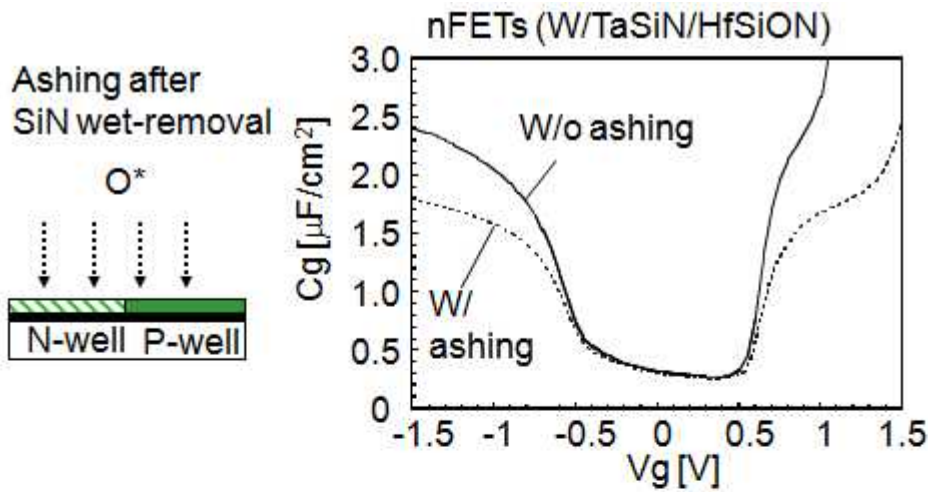 nFETs (W/TaSiN/HfSiON)
Ashing after
SiN wet-removal
O*
N-well P-well
Cg [μF/cm²]
3.0
2.5
2.0
1.5
1.0
0.5
0
W/o ashing
W/
ashing
-1.5 -1 -0.5 0 0.5 1 1.5
Vg [V]